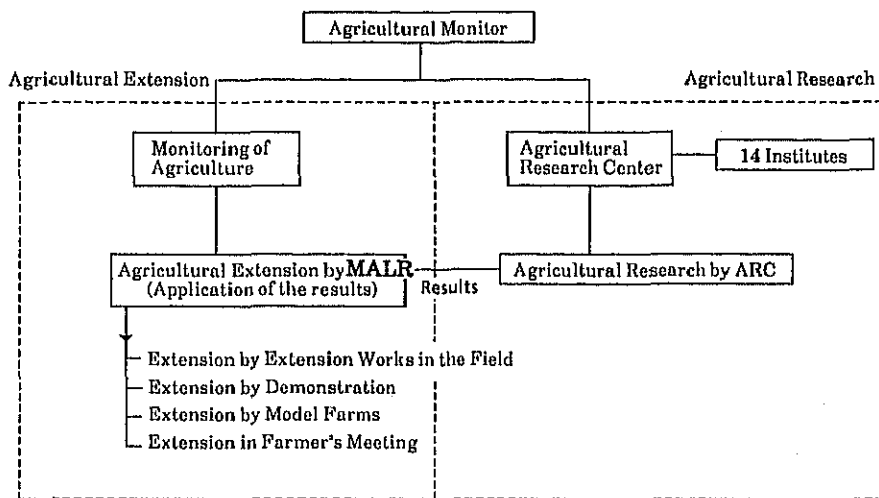 Agricultural Monitor
Agricultural Extension
Agricultural Research
Monitoring of
Agriculture
Agricultural
Research Center
14 Institutes
Agricultural Extension by MALR
(Application of the results)
Results
Agricultural Research by ARC
Extension by Extension Works in the Field
Extension by Demonstration
Extension by Model Farms
Extension in Farmer's Meeting